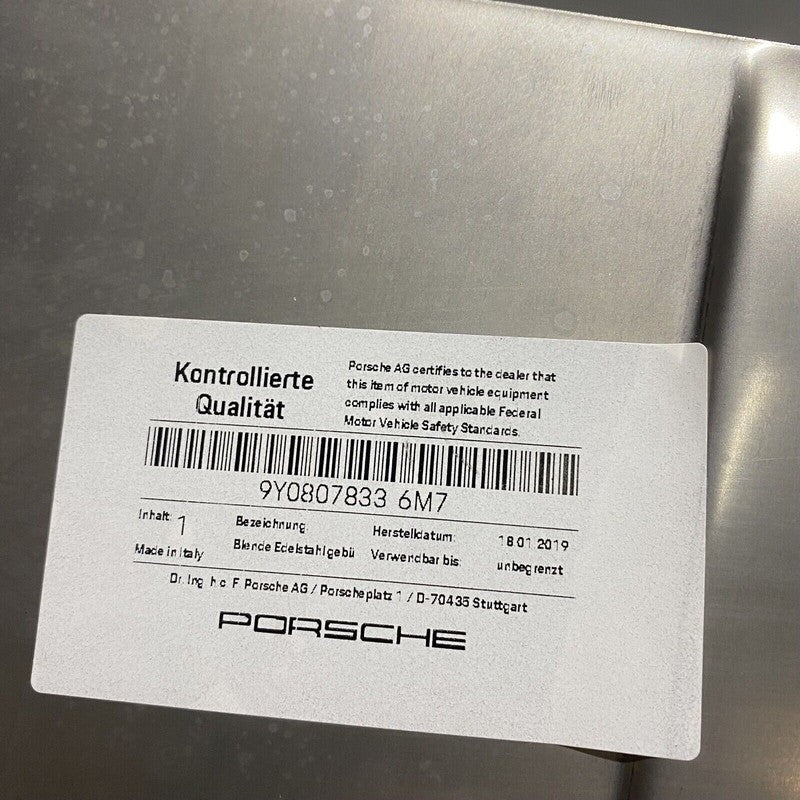 Kontrollierte
Qualität
Porsche AG certifies to the dealer that
this item of motor vehicle equipment
complies with all applicable Federal
Motor Vehicle Safety Standards.
9Y0807833 6M7
Inhalt: 1
Made in Italy
Bezeichnung:
Blende Edelstahl gebü
Herstelldatum: 18.01.2019
Verwendbar bis: unbegrenzt
Dr. Ing. h.c. F. Porsche AG / Porscheplatz 1 / D-70435 Stuttgart
PORSCHE